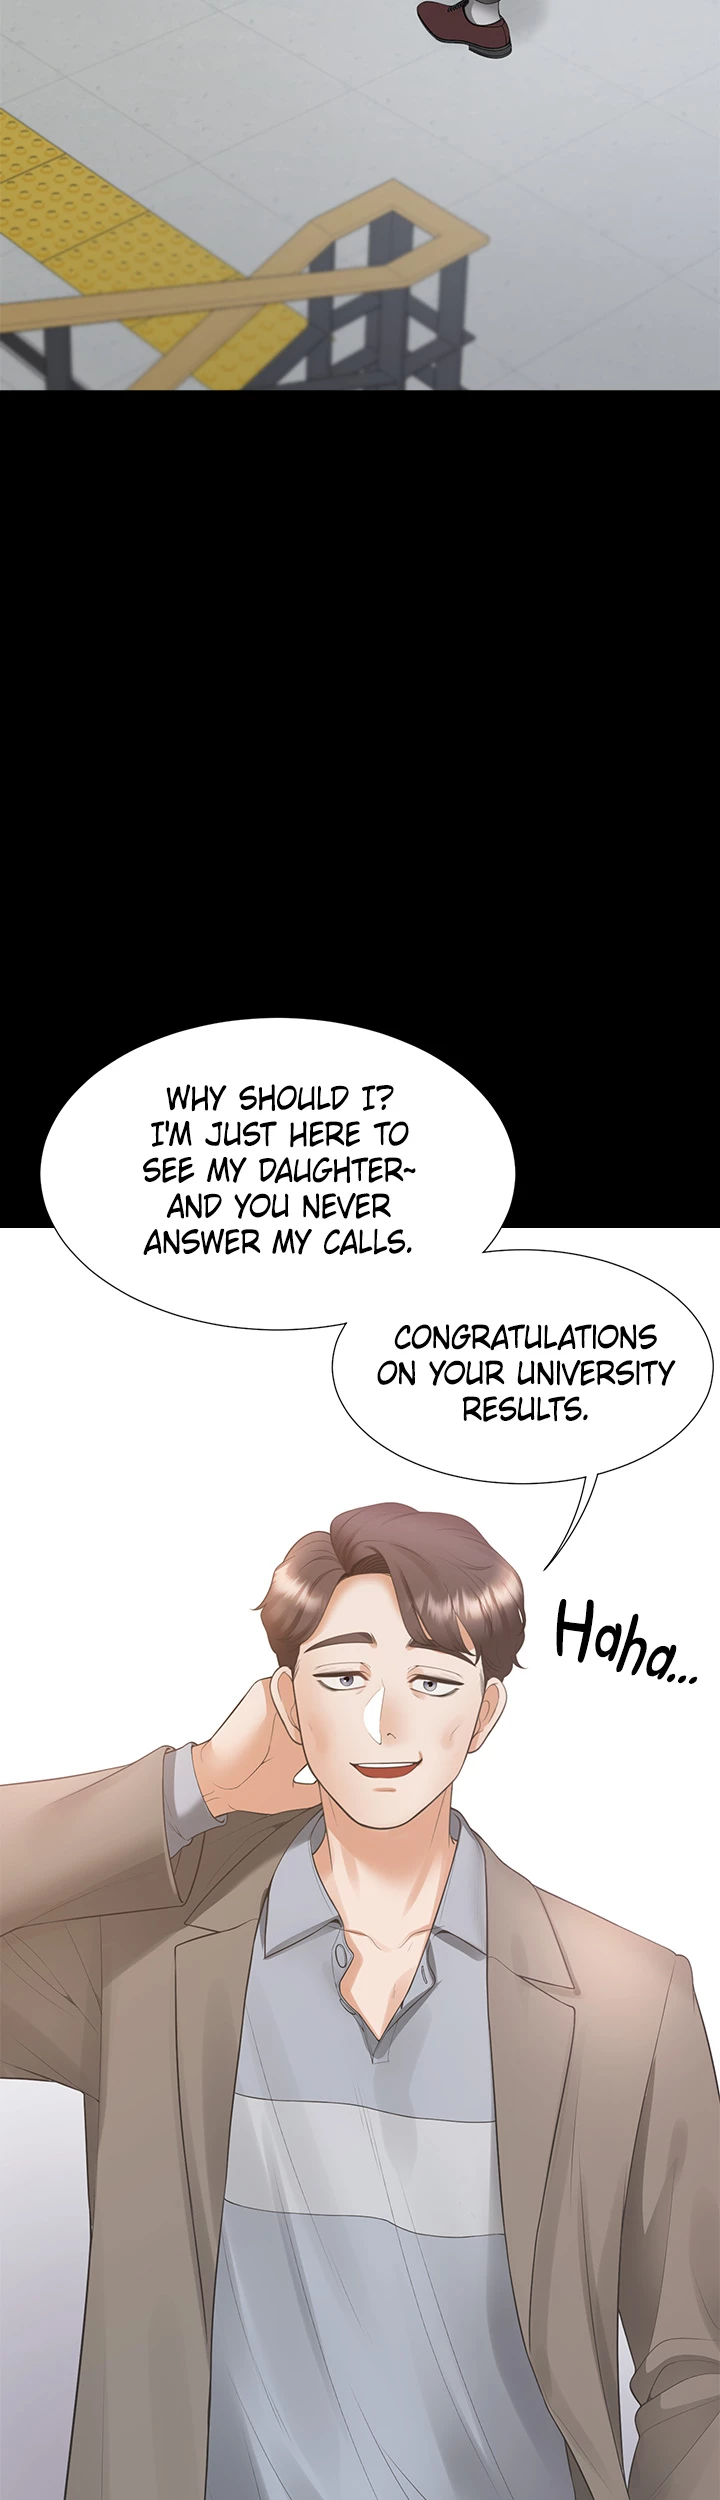 WHY SHOULD I?
I'M JUST HERE TO
SEE MY DAUGHTER~
AND YOU NEVER
ANSWER MY CALLS.
CONGRATULATIONS
ON YOUR UNIVERSITY
RESULTS.
Haha...